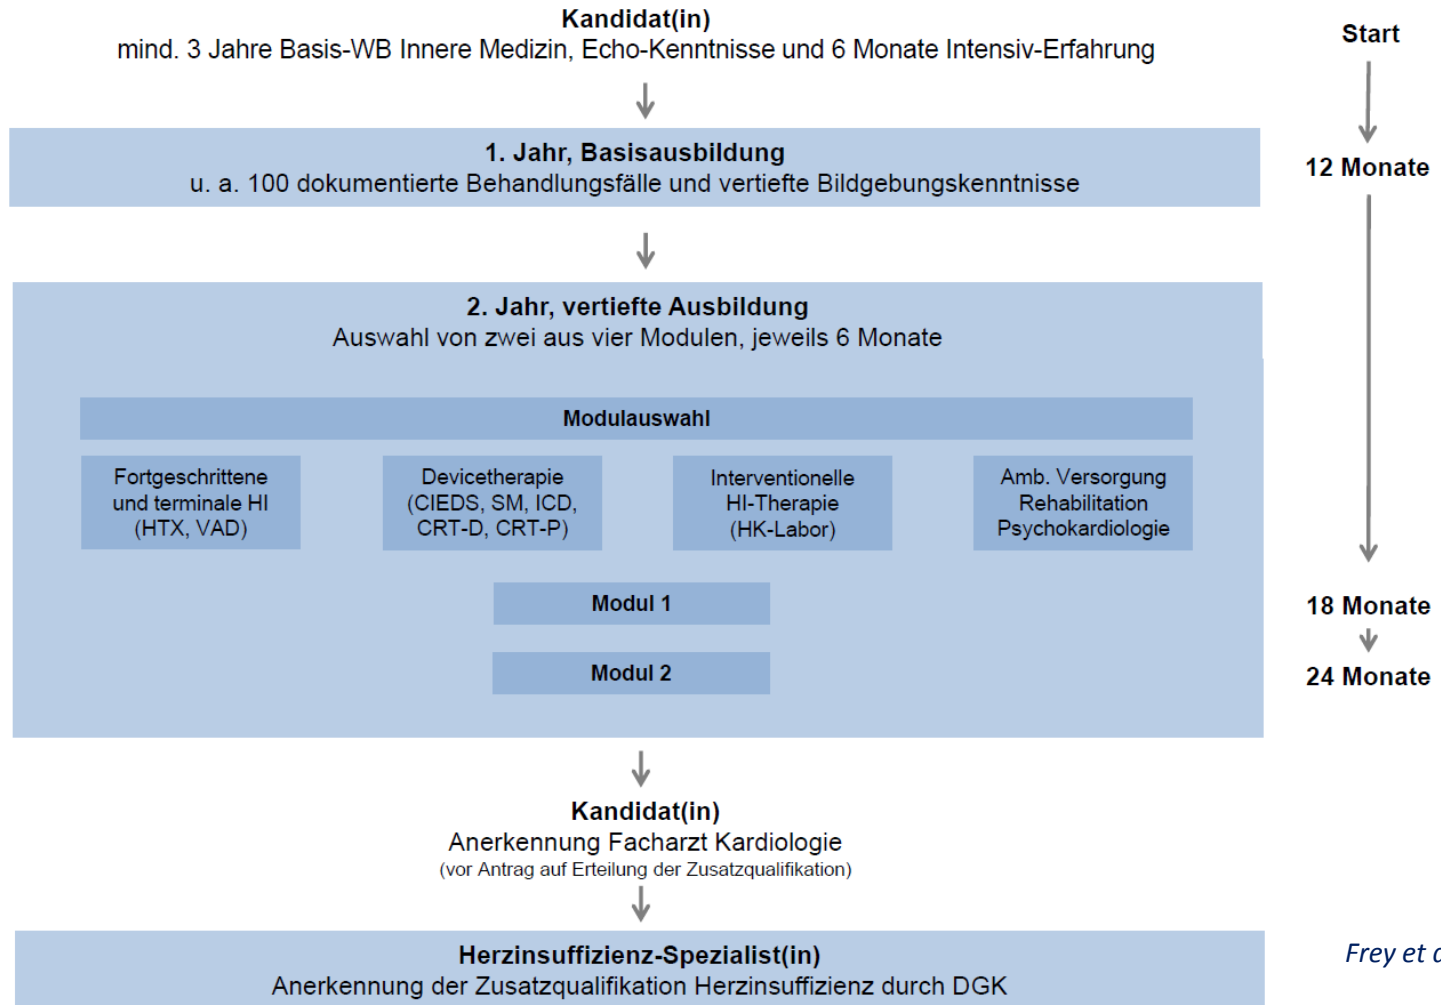 Kandidat(in)
mind. 3 Jahre Basis-WB Innere Medizin, Echo-Kenntnisse und 6 Monate Intensiv-Erfahrung
Start
1. Jahr, Basisausbildung
u. a. 100 dokumentierte Behandlungsfälle und vertiefte Bildgebungskenntnisse
12 Monate
2. Jahr, vertiefte Ausbildung
Auswahl von zwei aus vier Modulen, jeweils 6 Monate
Modulauswahl
Fortgeschrittene
und terminale HI
(HTX, VAD)
Devicetherapie
(CIEDS, SM, ICD,
CRT-D, CRT-P)
Interventionelle
HI-Therapie
(HK-Labor)
Amb. Versorgung
Rehabilitation
Psychokardiologie
Modul 1
18 Monate
Modul 2
24 Monate
Kandidat(in)
Anerkennung Facharzt Kardiologie
(vor Antrag auf Erteilung der Zusatzqualifikation)
Herzinsuffizienz-Spezialist(in)
Anerkennung der Zusatzqualifikation Herzinsuffizienz durch DGK
Frey et